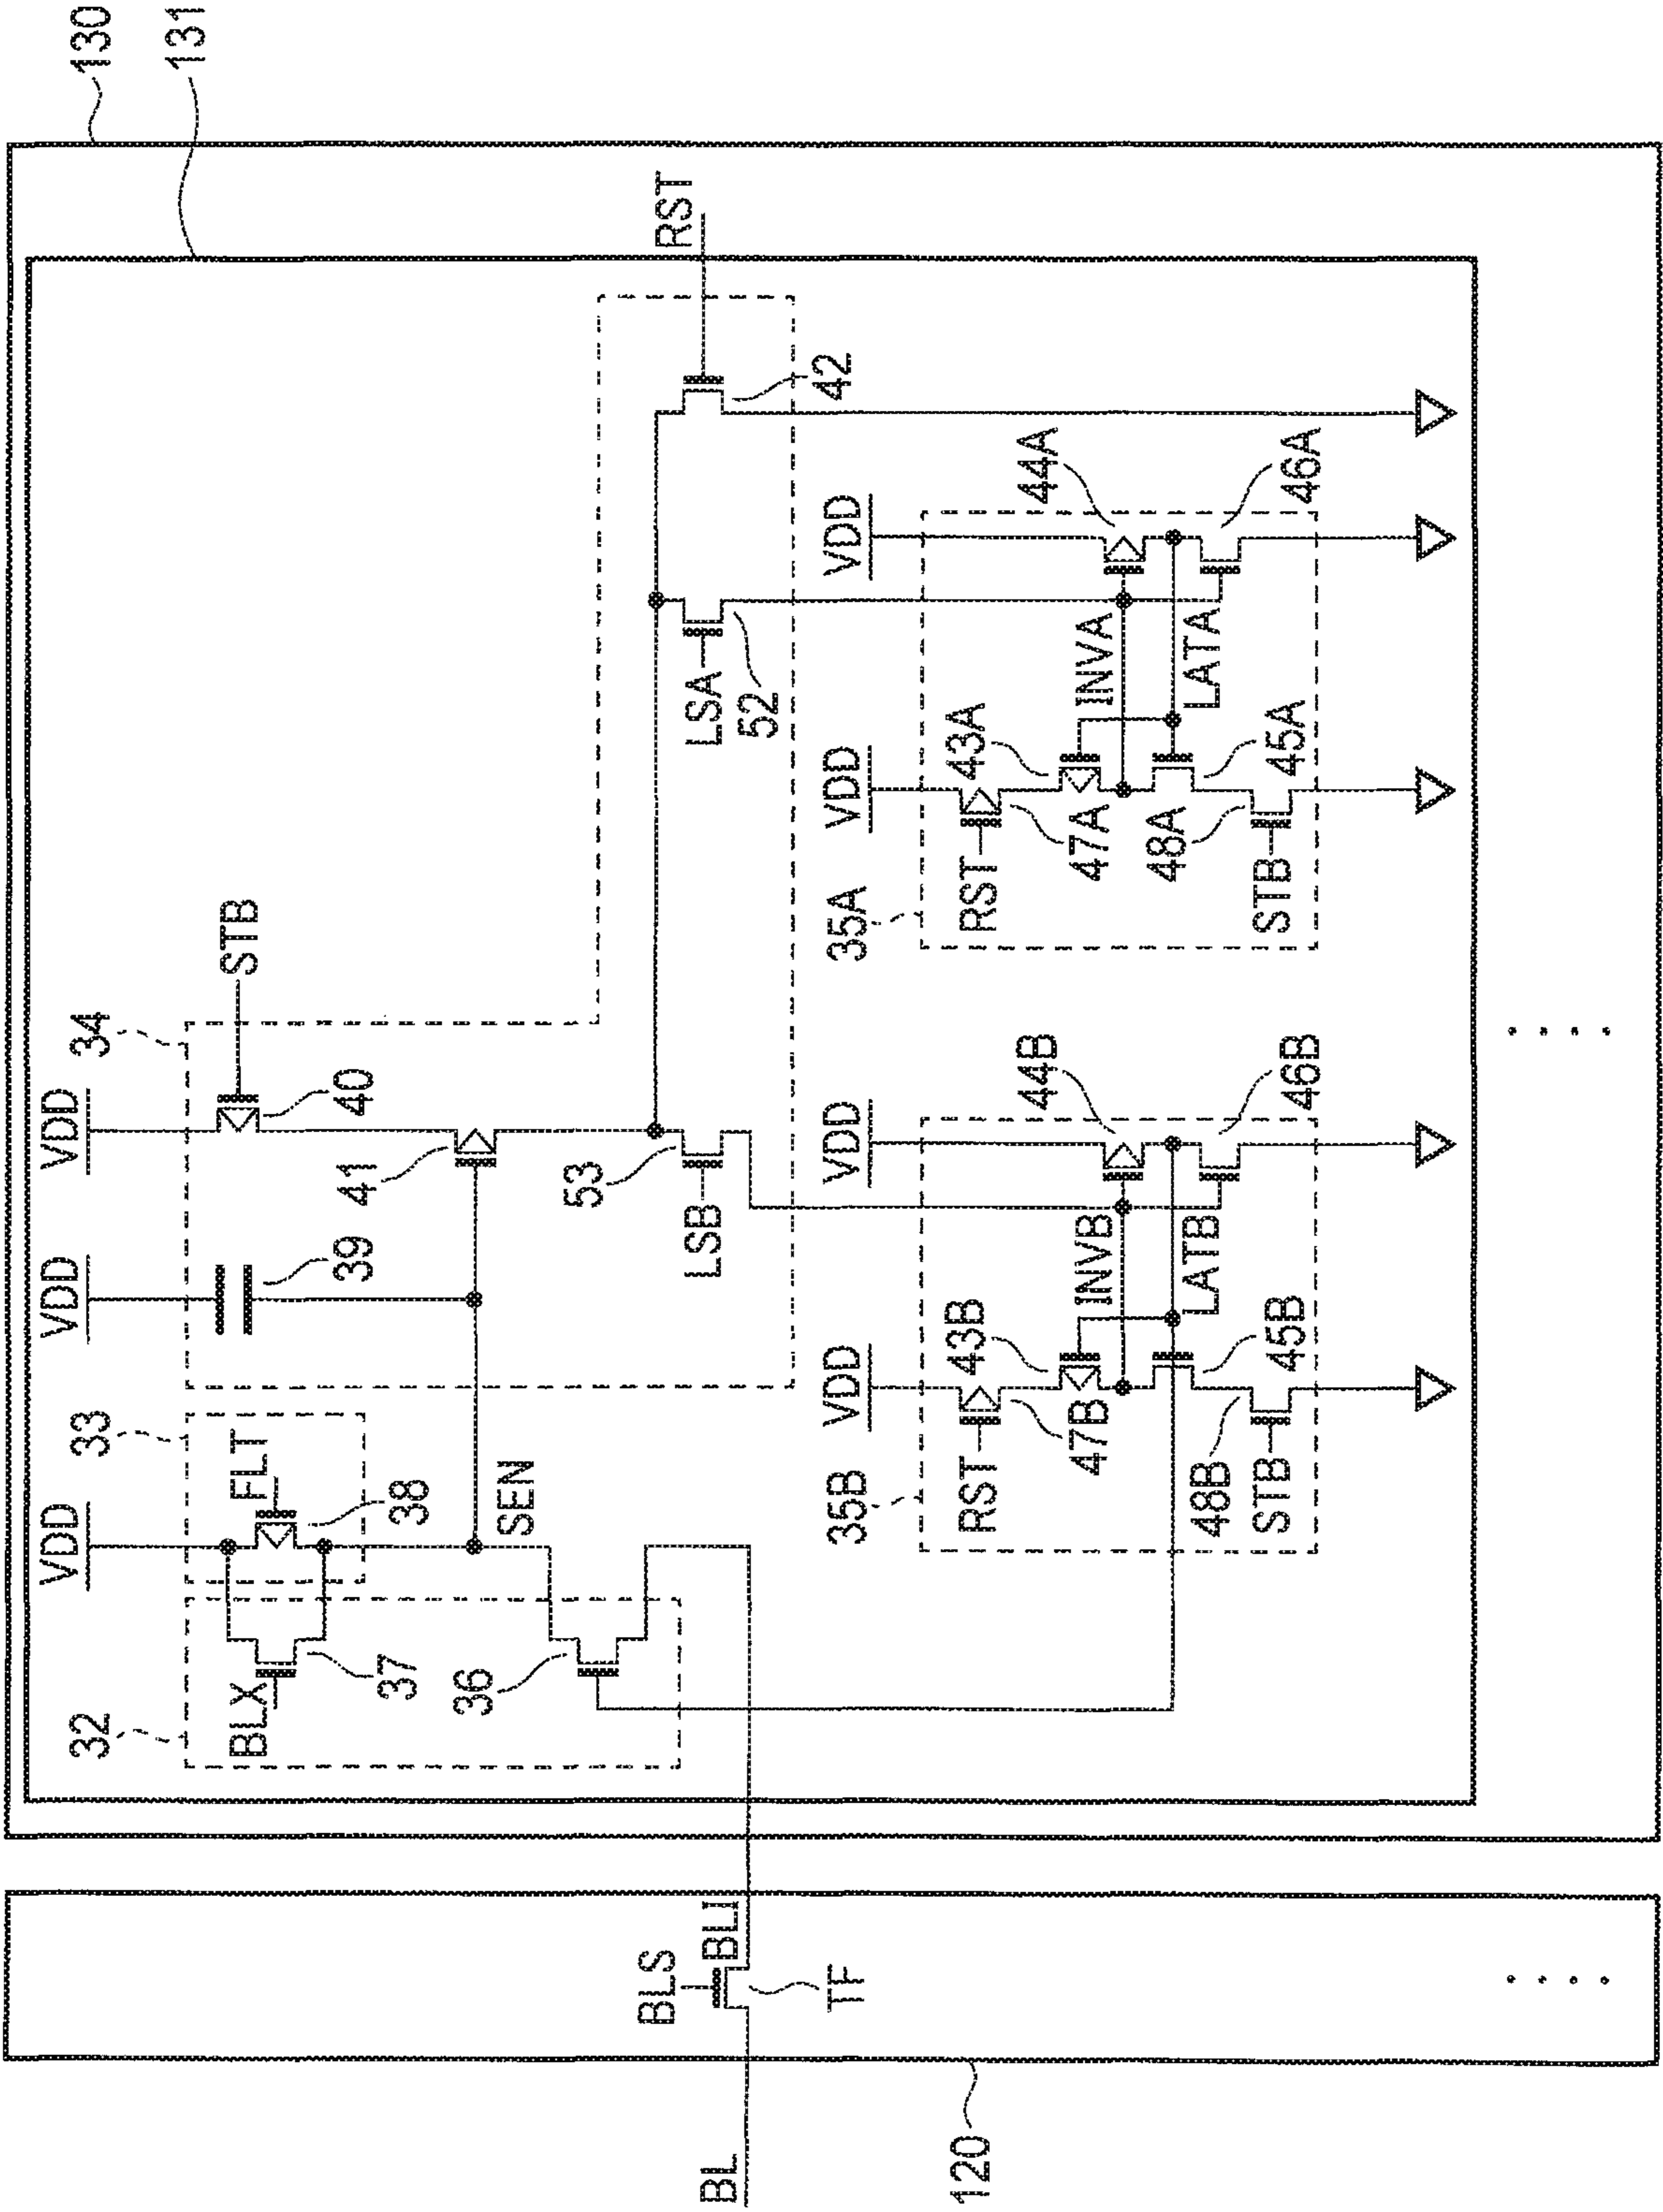 130
131
RST
42
44A
46A
VDD
INVA
LATA
LSA
52
43A
45A
VDD
47A
48A
RST
STB
35A
STB
34
VDD
40
41
53
LSB
VDD
39
44B
46B
VDD
INVB
LATB
43B
45B
VDD
47B
48B
RST
STB
35B
33
FLT
VDD
38
SEN
37
36
BLX
32
BLI
BLS
TF
120
BL